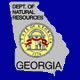 DEPT. OF
NATURAL
RESOURCES
GEORGIA